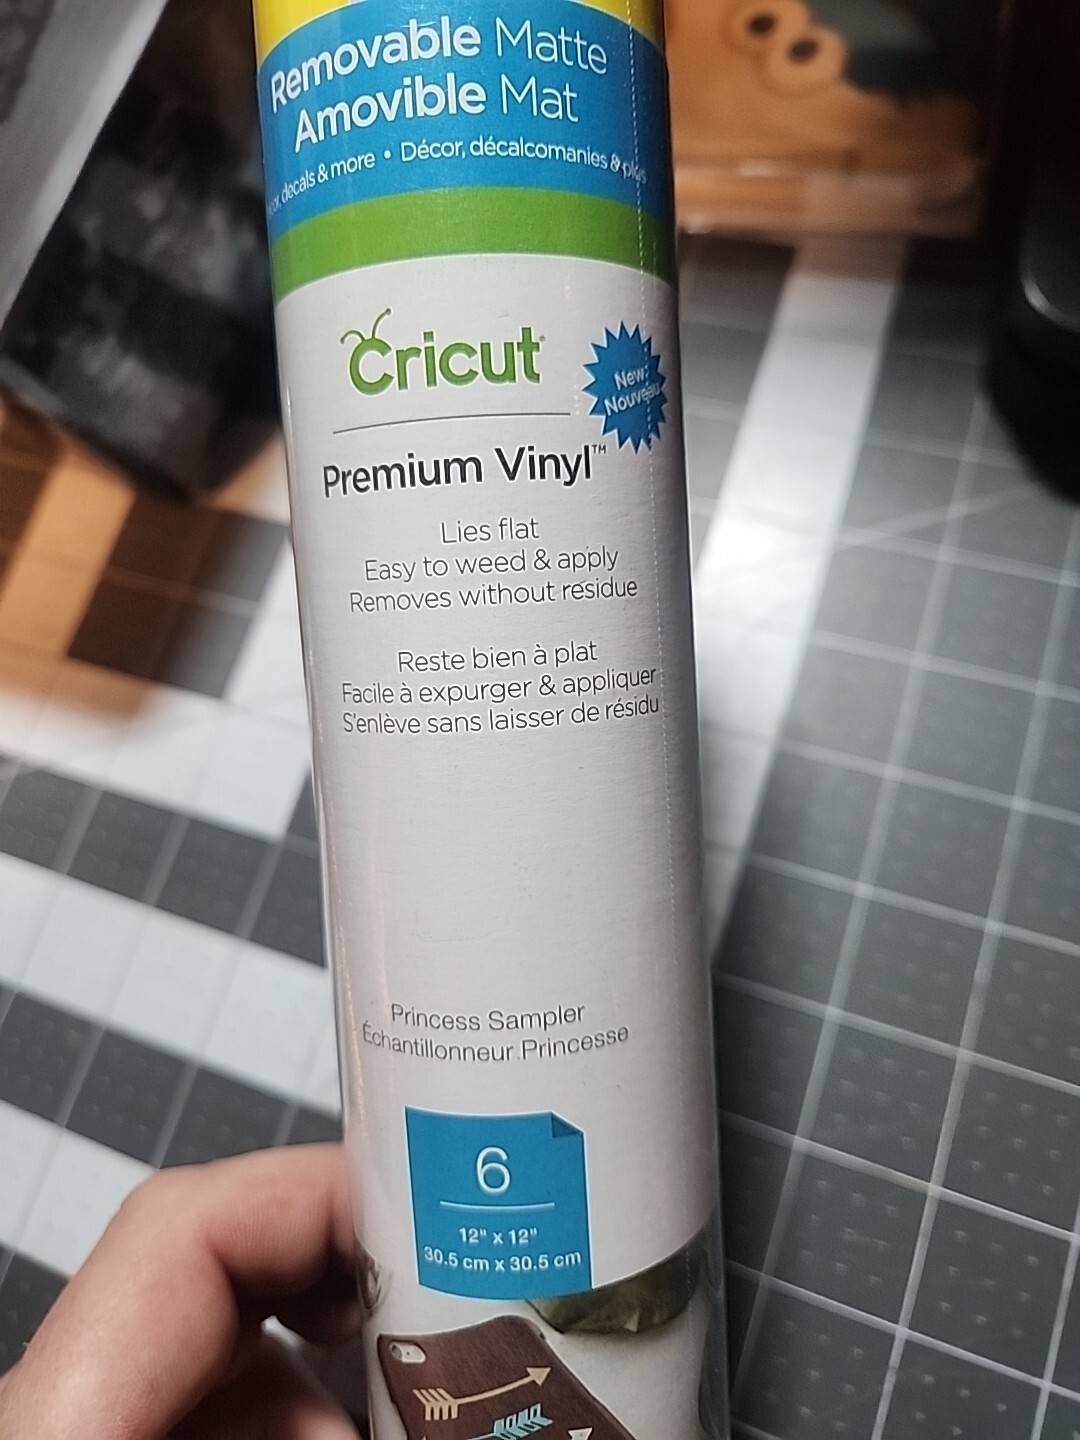 Removable Matte
Amovible Mat
decals & more • Décor, décalcomanies & plus
Cricut
New
Nouveau
Premium Vinyl™
Lies flat
Easy to weed & apply
Removes without residue
Reste bien à plat
Facile à expurger & appliquer
S'enlève sans laisser de résidu
Princess Sampler
Échantillonneur Princesse
6
12" x 12"
30.5 cm x 30.5 cm